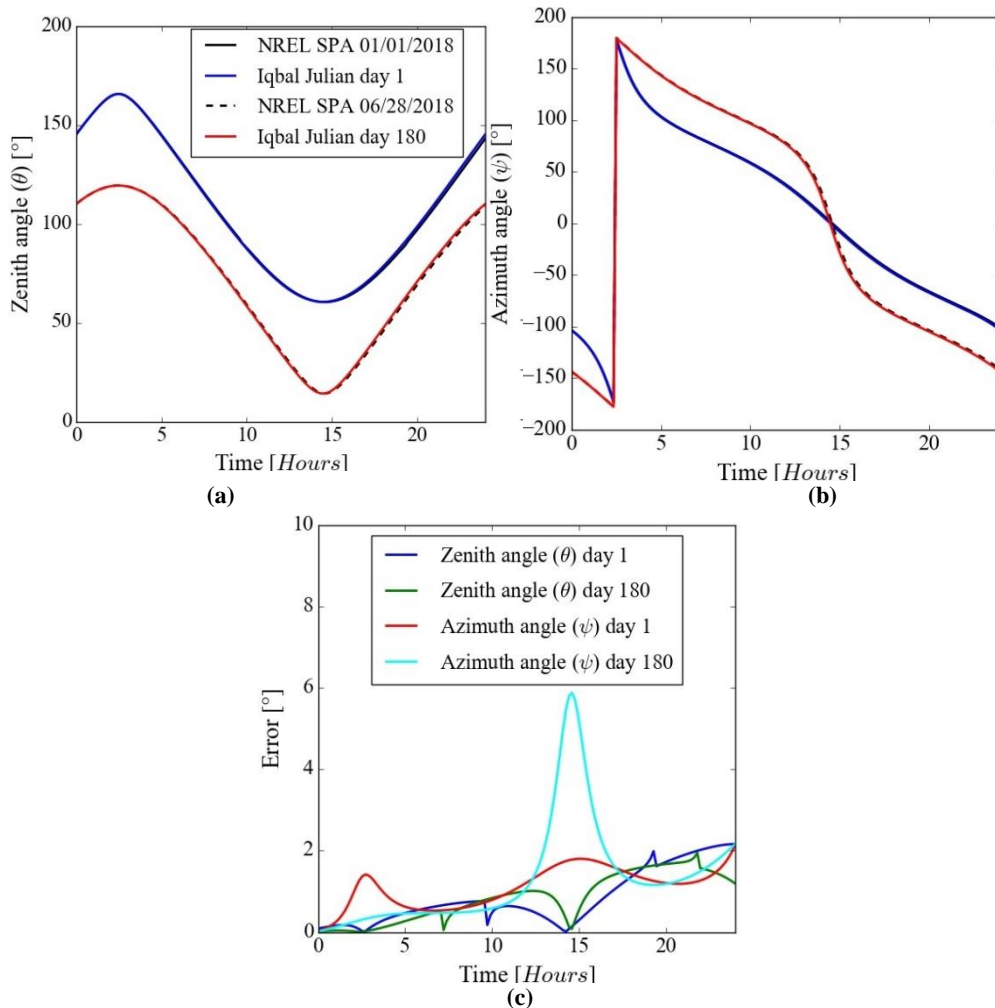 200
150
100
50
0
0
5
10
15
20
Zenith angle (θ) [°]
Time [Hours]
NREL SPA 01/01/2018
Iqbal Julian day 1
NREL SPA 06/28/2018
Iqbal Julian day 180
(a)
200
150
100
50
0
−50
−100
−150
−200
0
5
10
15
20
Azimuth angle (ψ) [°]
Time [Hours]
(b)
10
8
6
4
2
0
0
5
10
15
20
Error [°]
Time [Hours]
Zenith angle (θ) day 1
Zenith angle (θ) day 180
Azimuth angle (ψ) day 1
Azimuth angle (ψ) day 180
(c)